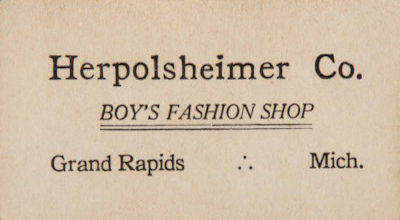 Herpolsheimer Co.
BOY'S FASHION SHOP
Grand Rapids ∴ Mich.